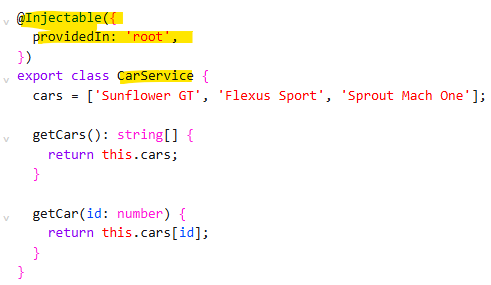 @Injectable({
  providedIn: 'root',
})
export class CarService {
  cars = ['Sunflower GT', 'Flexus Sport', 'Sprout Mach One'];
  getCars(): string[] {
    return this.cars;
  }
  getCar(id: number) {
    return this.cars[id];
  }
}